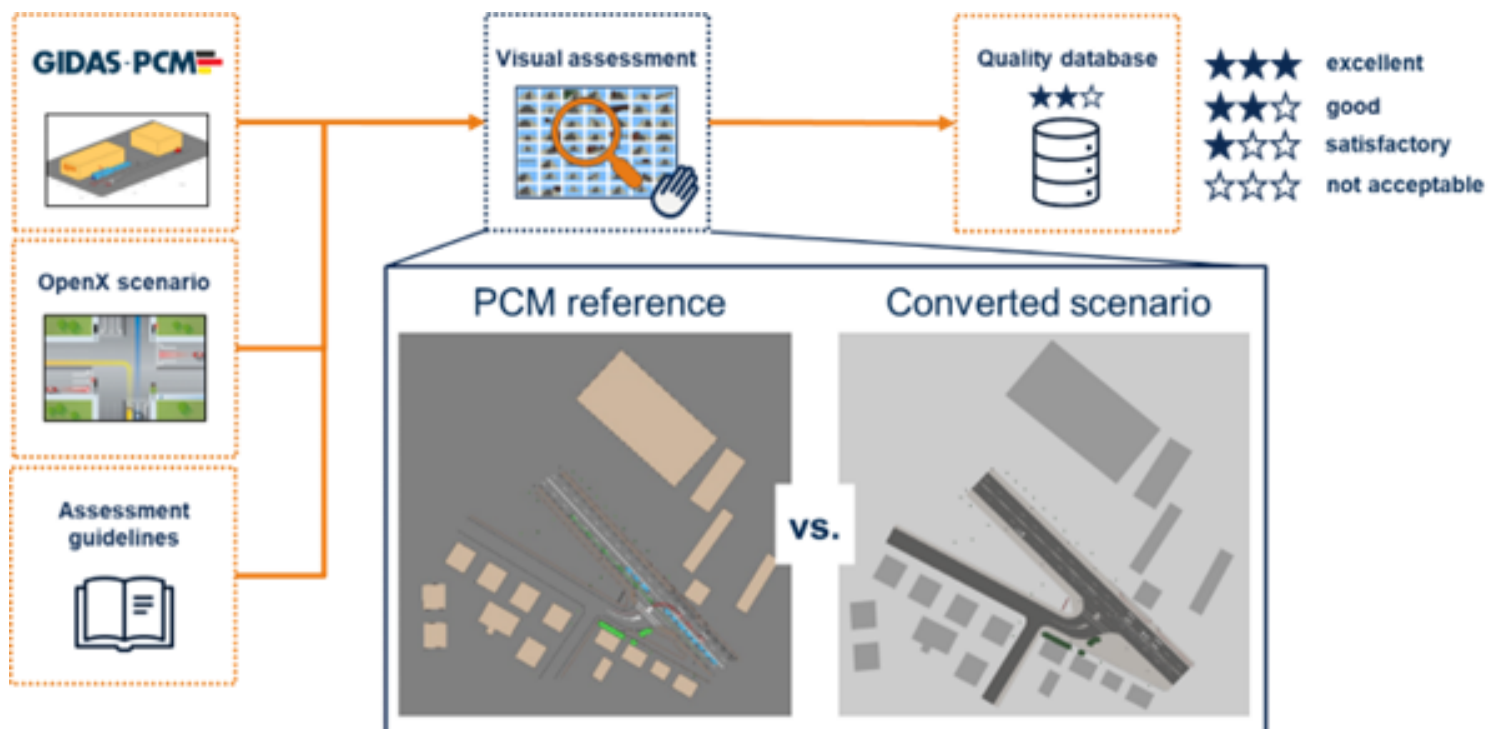 GIDAS-PCM
Visual assessment
Quality database
excellent
good
satisfactory
not acceptable
OpenX scenario
Assessment
guidelines
PCM reference
Converted scenario
vs.